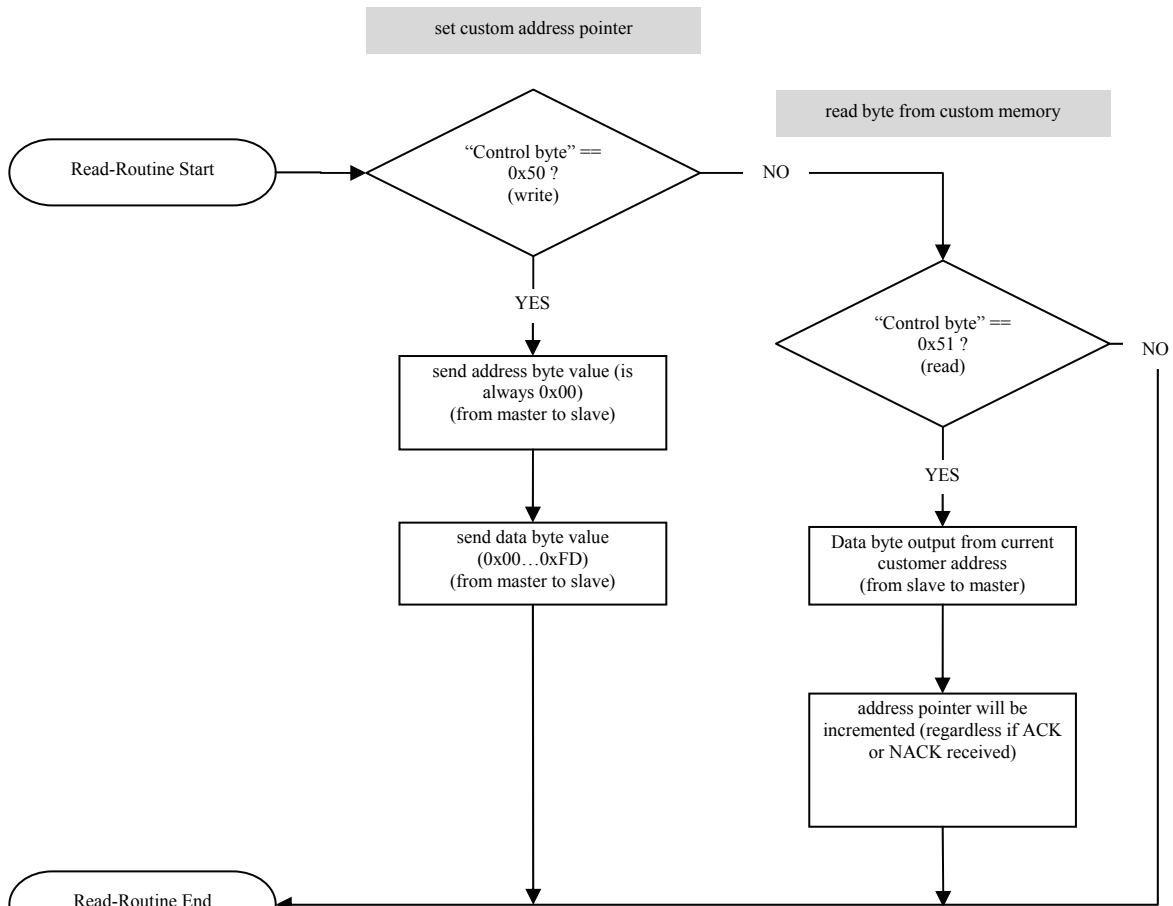 set custom address pointer
read byte from custom memory
Read-Routine Start
“Control byte” ==
0x50 ?
(write)
NO
YES
“Control byte” ==
0x51 ?
(read)
NO
send address byte value (is
always 0x00)
(from master to slave)
YES
send data byte value
(0x00…0xFD)
(from master to slave)
Data byte output from current
customer address
(from slave to master)
address pointer will be
incremented (regardless if ACK
or NACK received)
Read-Routine End